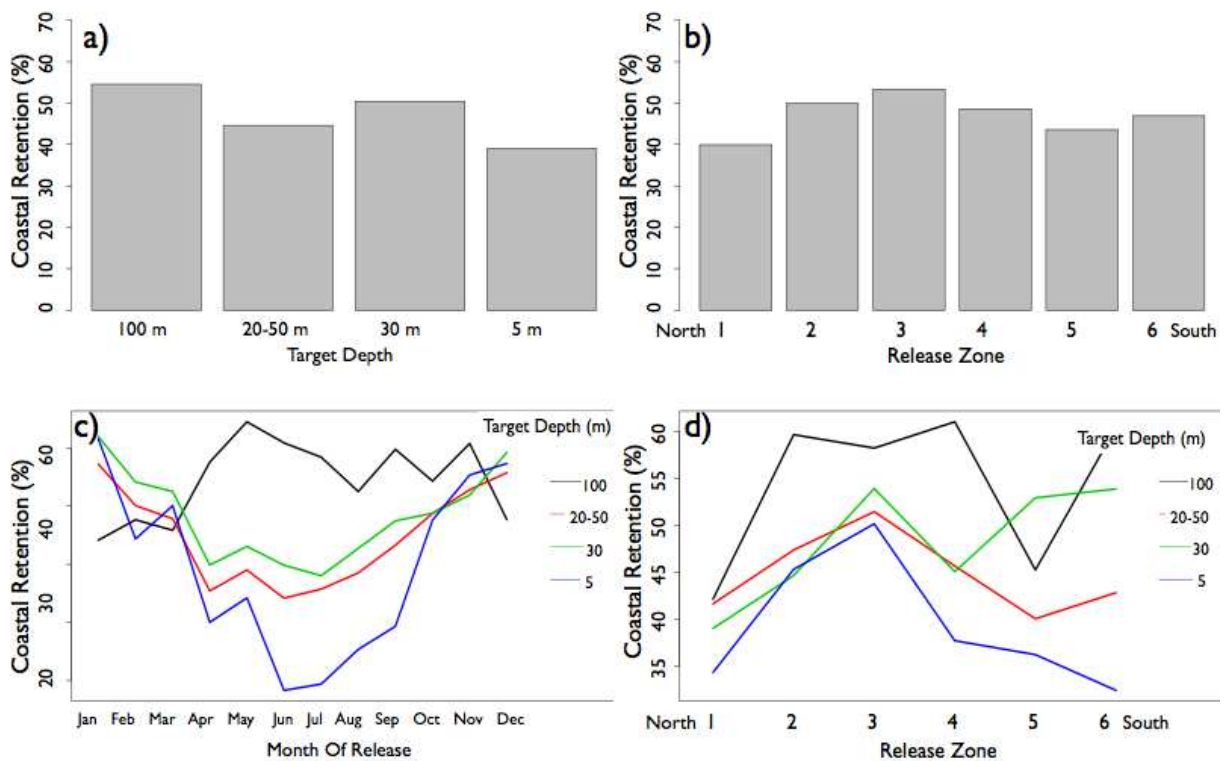 a)
Coastal Retention (%)
70
60
50
40
30
20
10
0
100 m 20-50 m 30 m 5 m
Target Depth
b)
Coastal Retention (%)
70
60
50
40
30
20
10
0
North 1 2 3 4 5 6 South
Release Zone
c)
Coastal Retention (%)
60
40
30
20
Target Depth (m)
100
20-50
30
5
Jan Feb Mar Apr May Jun Jul Aug Sep Oct Nov Dec
Month Of Release
d)
Coastal Retention (%)
60
55
50
45
40
35
Target Depth (m)
100
20-50
30
5
North 1 2 3 4 5 6 South
Release Zone